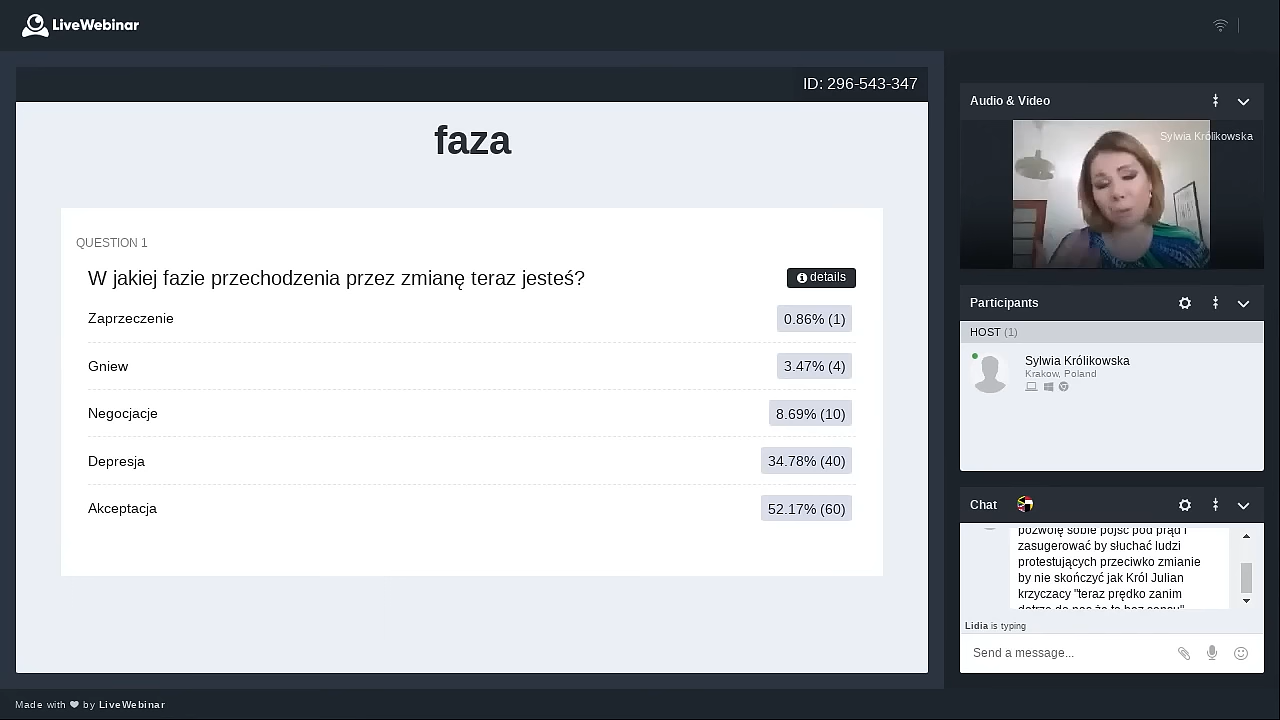 LiveWebinar
ID: 296-543-347
faza
QUESTION 1
W jakiej fazie przechodzenia przez zmianę teraz jesteś?
details
Zaprzeczenie
0.86% (1)
Gniew
3.47% (4)
Negocjacje
8.69% (10)
Depresja
34.78% (40)
Akceptacja
52.17% (60)
Audio & Video
Sylwia Królikowska
Participants
HOST (1)
Sylwia Królikowska
Krakow, Poland
Chat
pozwolę sobie pójść pod prąd i
zasugerować by słuchać ludzi
protestujących przeciwko zmianie
by nie skończyć jak Król Julian
krzyczacy "teraz prędko zanim
Lidia is typing
Send a message...
Made with by LiveWebinar